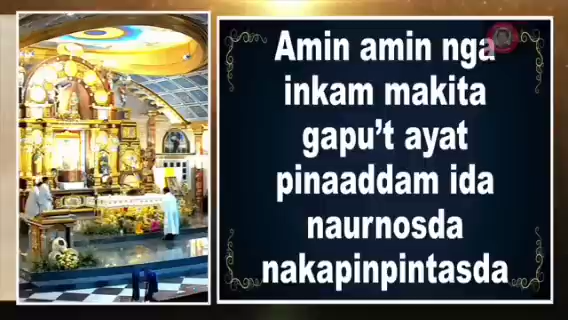 Amin amin nga
inkam makita
gapu't ayat
pinaaddam ida
naurnosda
nakapinpintasda